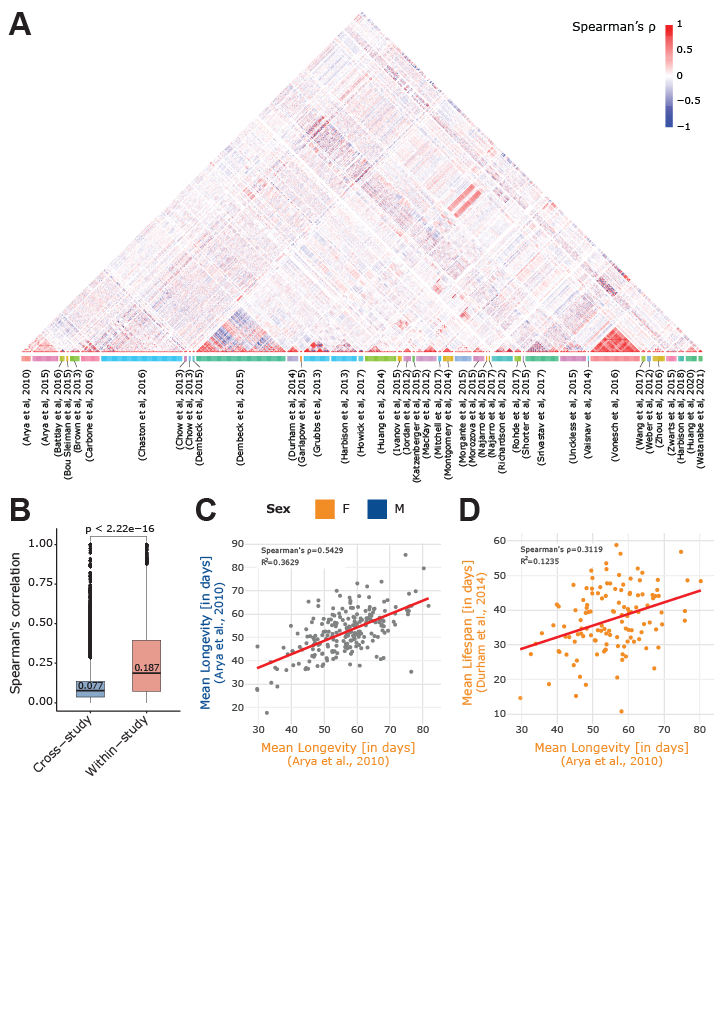 A
Spearman's ρ
1
0.5
0
−0.5
−1
(Arya et al, 2010)
(Arya et al, 2015)
(Battlay et al, 2016)
(Bou Sleiman et al, 2015)
(Brown et al, 2013)
(Carbone et al, 2016)
(Chaston et al, 2016)
(Chow et al, 2013)
(Chow et al, 2013)
(Dembeck et al, 2015)
(Dembeck et al, 2015)
(Durham et al, 2014)
(Garlapow et al, 2015)
(Grubbs et al, 2013)
(Harbison et al, 2013)
(Howick et al, 2017)
(Huang et al, 2014)
(Ivanov et al, 2015)
(Jordan et al, 2012)
(Katzenberger et al, 2015)
(MacKay et al, 2012)
(Mitchell et al, 2017)
(Montgomery et al, 2014)
(Morgante et al, 2015)
(Morozova et al, 2015)
(Najarro et al, 2015)
(Najarro et al, 2017)
(Richardson et al, 2012)
(Rohde et al, 2017)
(Shorter et al, 2015)
(Srivastav et al, 2017)
(Unckless et al, 2015)
(Vaisnav et al, 2014)
(Vonesch et al, 2016)
(Wang et al, 2017)
(Weber et al, 2012)
(Zhou et al, 2016)
(Zwarts et al, 2015)
(Harbison et al, 2018)
(Huang et al, 2020)
(Watanabe et al, 2021)
B
p < 2.22e−16
Spearman's correlation
1.00
0.75
0.50
0.25
0.00
0.077
0.187
Cross−study
Within−study
Sex
F
M
C
Spearman's ρ=0.5429
R²=0.3629
Mean Longevity [in days]
(Arya et al., 2010)
90
80
70
60
50
40
30
20
30
40
50
60
70
80
Mean Longevity [in days]
(Arya et al., 2010)
D
Spearman's ρ=0.3119
R²=0.1235
Mean Lifespan [in days]
(Durham et al., 2014)
60
50
40
30
20
10
30
40
50
60
70
80
Mean Longevity [in days]
(Arya et al., 2010)